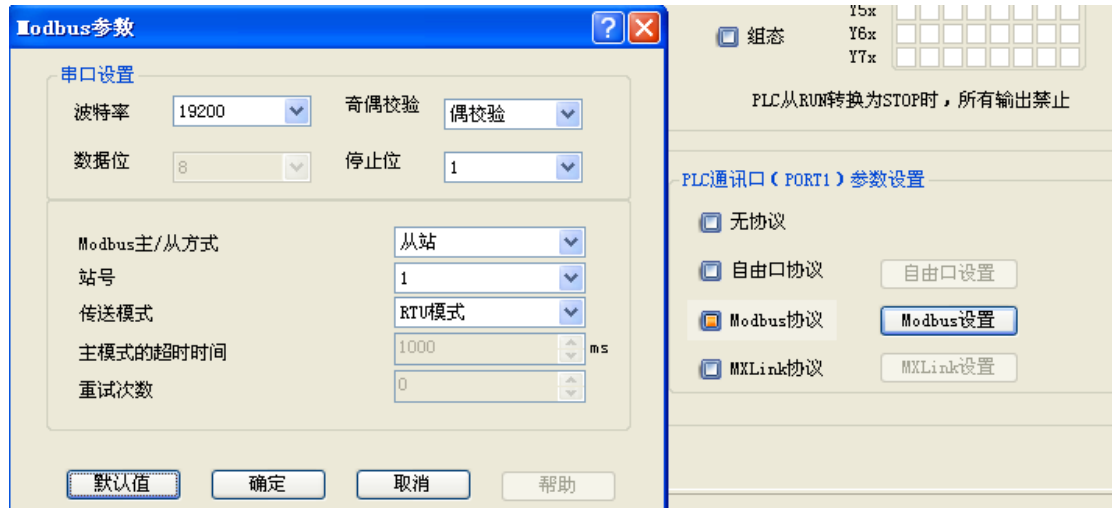 Modbus参数
串口设置
波特率 19200 奇偶校验 偶校验
数据位 8 停止位 1
Modbus主/从方式 从站
站号 1
传送模式 RTU模式
主模式的超时时间 1000 ms
重试次数 0
默认值 确定 取消 帮助
Y5x
组态 Y6x
Y7x
PLC从RUN转换为STOP时，所有输出禁止
PLC通讯口（PORT1）参数设置
无协议
自由口协议 自由口设置
Modbus协议 Modbus设置
MXLink协议 MXLink设置